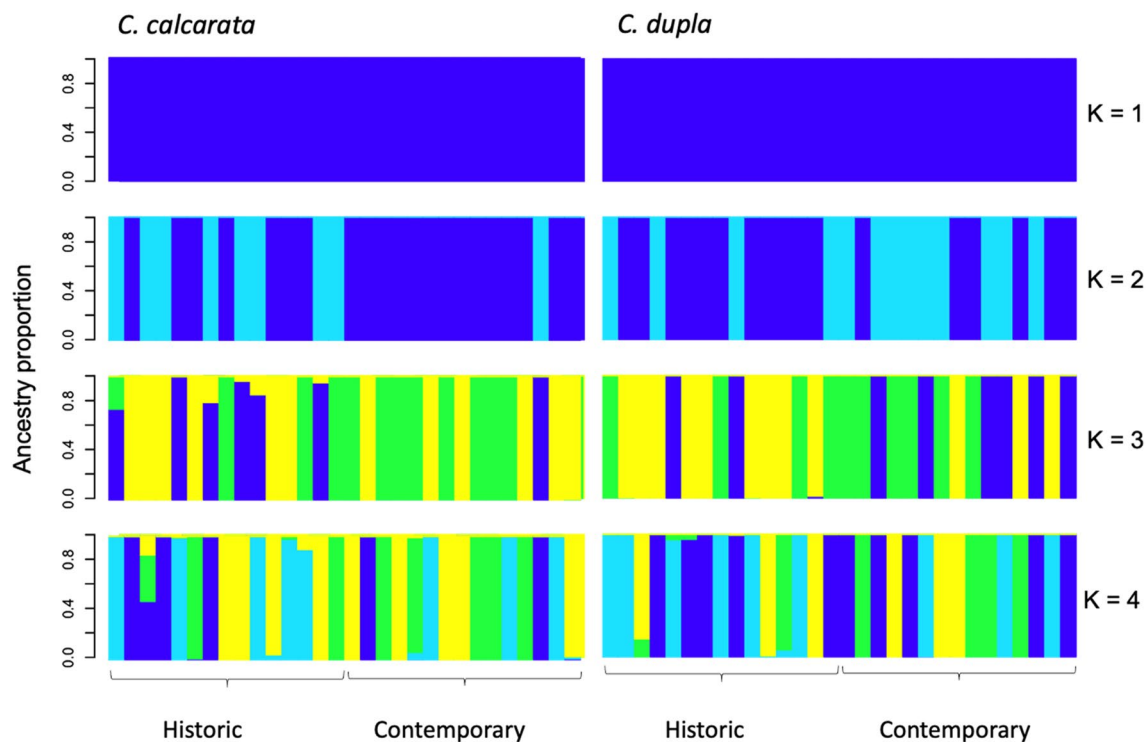 C. calcarata
C. dupla
0.8
0.4
0.0
K = 1
0.8
0.4
0.0
K = 2
Ancestry proportion
0.8
0.4
0.0
K = 3
0.8
0.4
0.0
K = 4
Historic
Contemporary
Historic
Contemporary